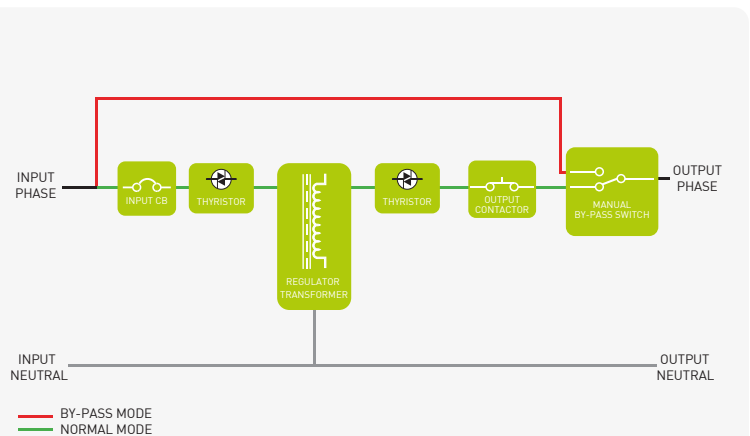 INPUT
PHASE
INPUT CB
THYRISTOR
REGULATOR
TRANSFORMER
THYRISTOR
OUTPUT
CONTACTOR
MANUAL
BY-PASS SWITCH
OUTPUT
PHASE
INPUT
NEUTRAL
OUTPUT
NEUTRAL
BY-PASS MODE
NORMAL MODE